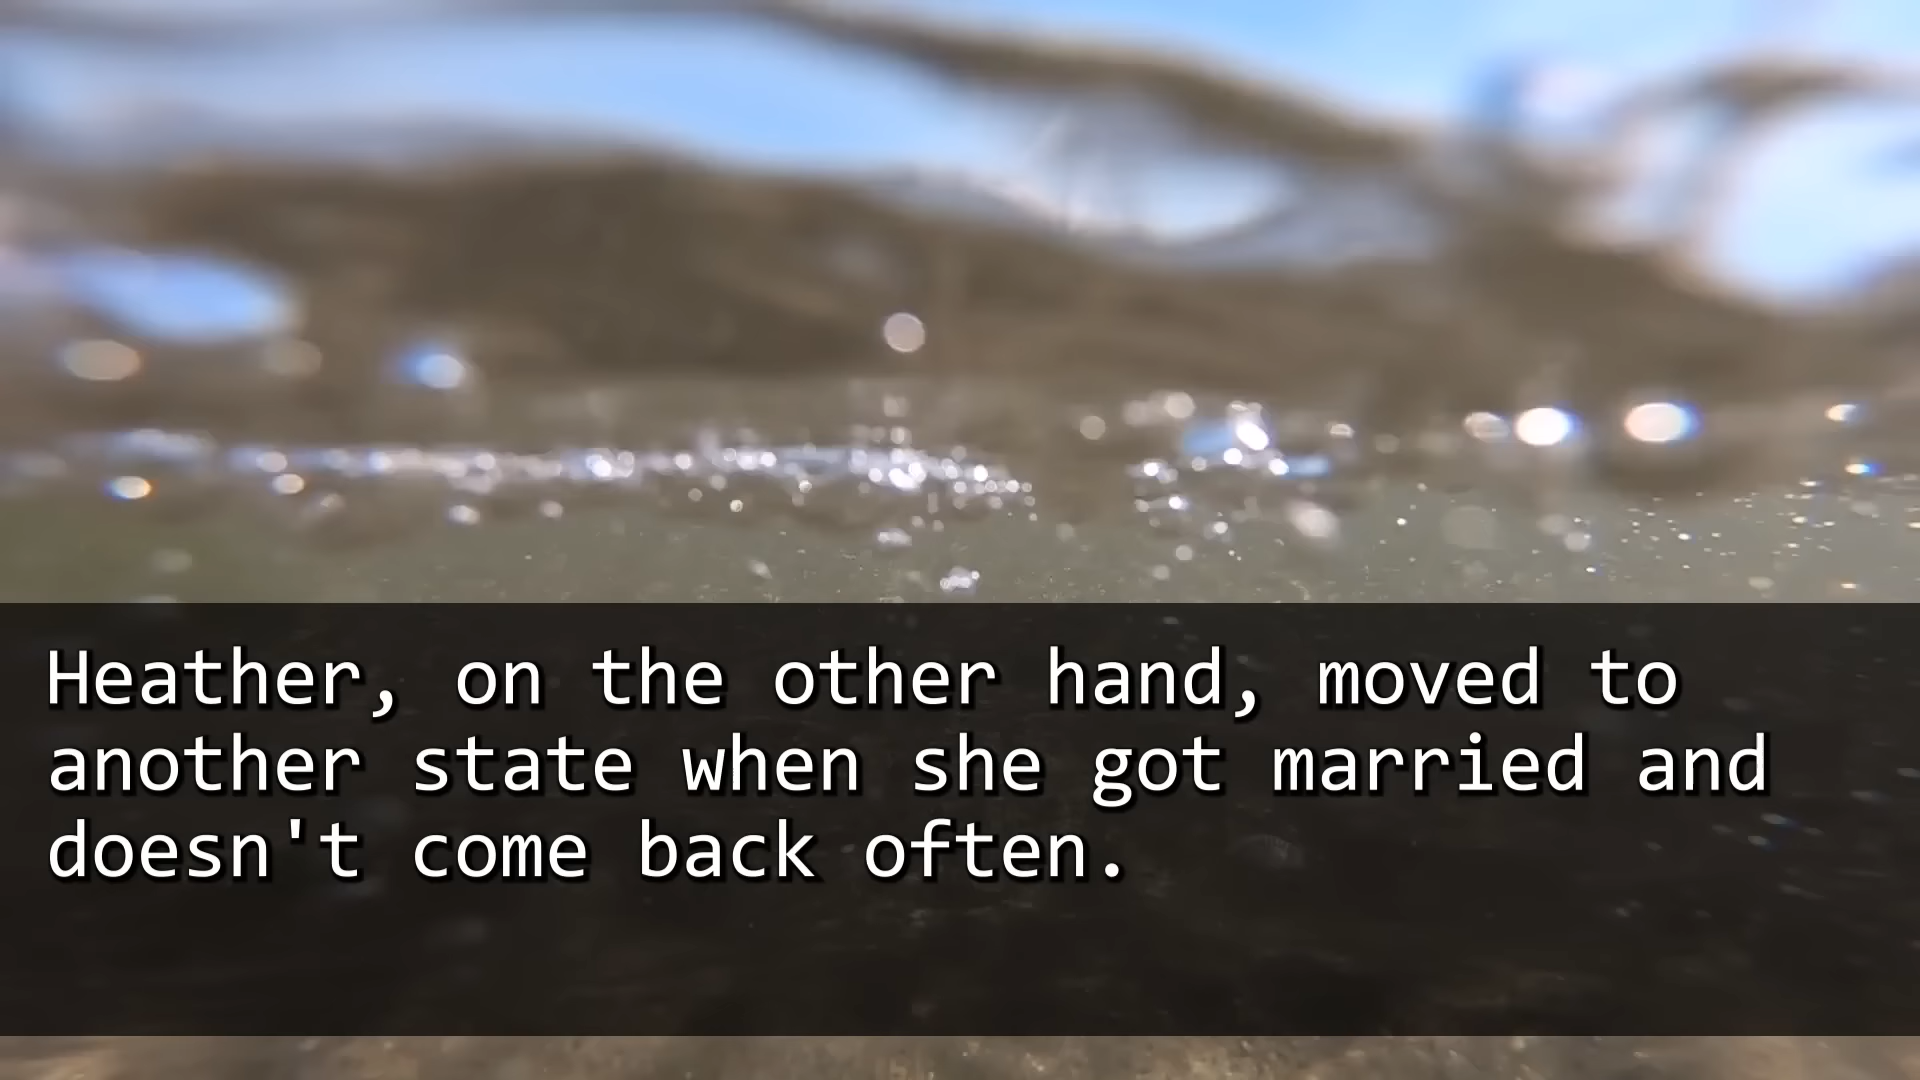 Heather, on the other hand, moved to
another state when she got married and
doesn't come back often.